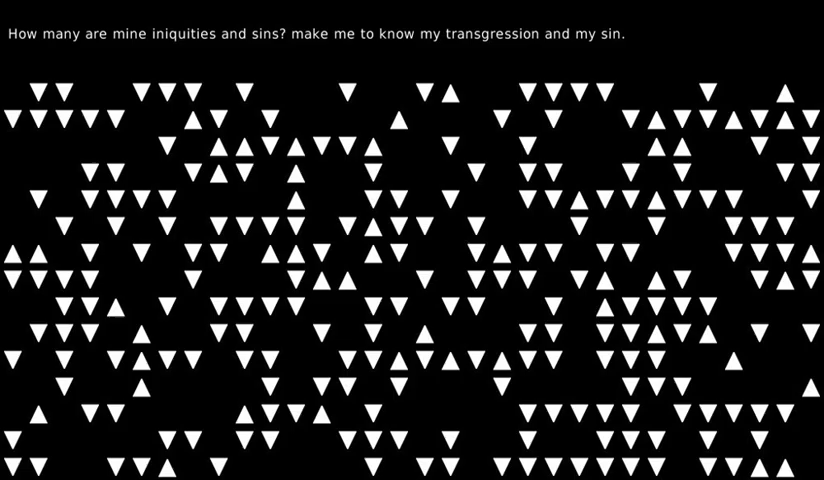 How many are mine iniquities and sins? make me to know my transgression and my sin.